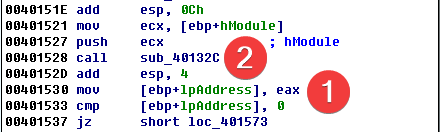 0040151E add     esp, 0Ch
00401521 mov     ecx, [ebp+hModule]
00401527 push    ecx             ; hModule
00401528 call    sub_40132C
2
0040152D add     esp, 4
00401530 mov     [ebp+lpAddress], eax
1
00401533 cmp     [ebp+lpAddress], 0
00401537 jz      short loc_401573